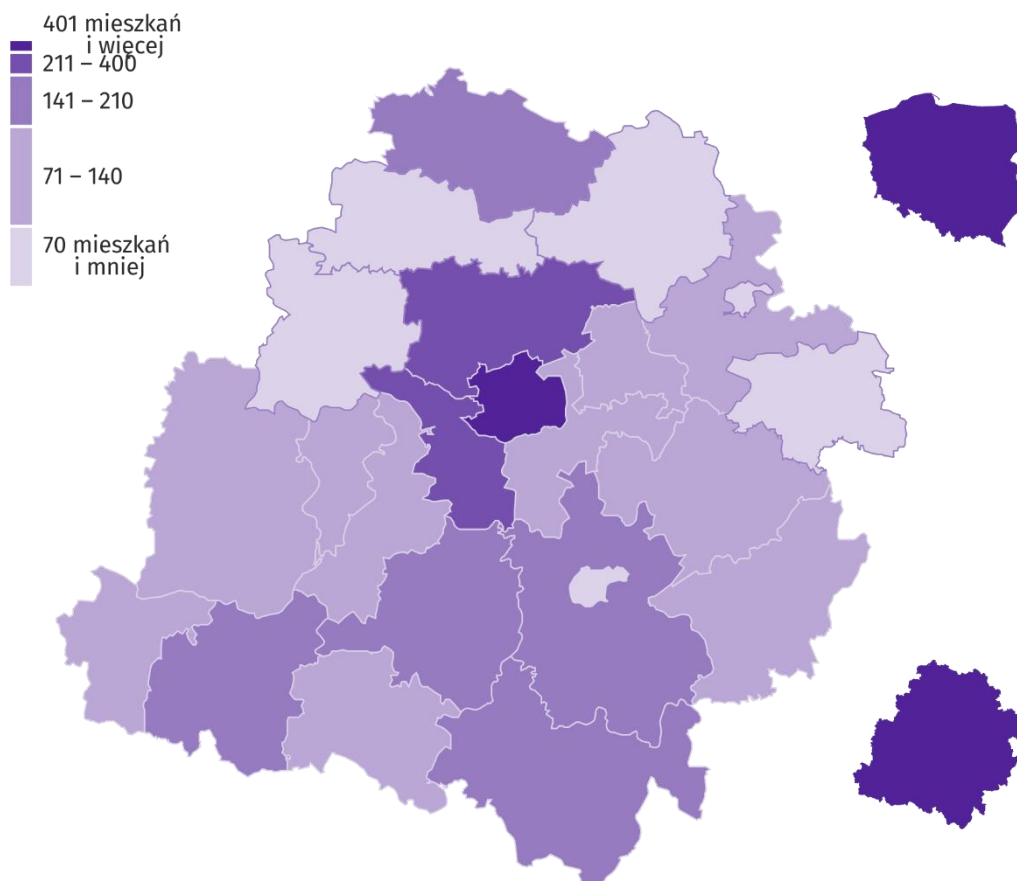 401 mieszkań
i więcej
211 – 400
141 – 210
71 – 140
70 mieszkań
i mniej